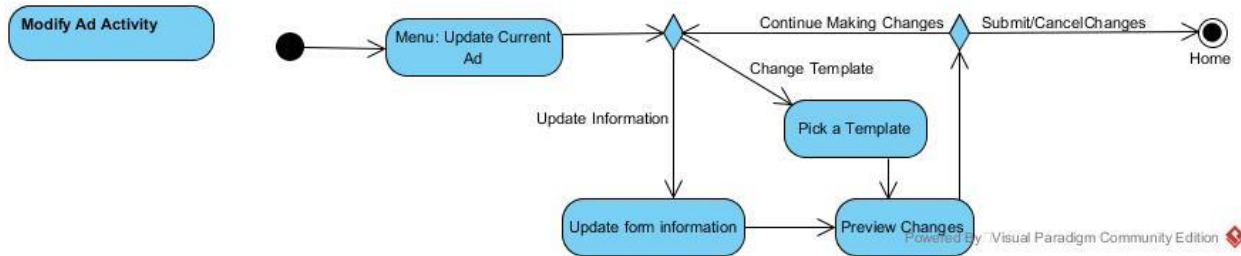 Modify Ad Activity
Menu: Update Current
Ad
Continue Making Changes
Submit/CancelChanges
Home
Change Template
Update Information
Pick a Template
Update form information
Preview Changes
Powered By Visual Paradigm Community Edition